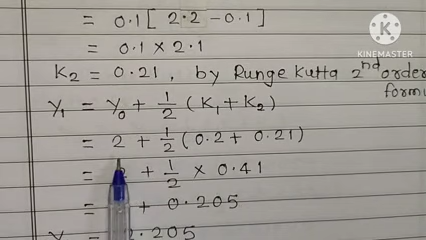 = 0.1 [ 2.2 - 0.1 ]
= 0.1 × 2.1
K2 = 0.21 , by Runge Kutta 2nd order
formu
Y1 = Y0 + 1/2 ( K1 + K2 )
= 2 + 1/2 ( 0.2 + 0.21 )
= + 1/2 × 0.41
= + 0.205
2.205
KINEMASTER